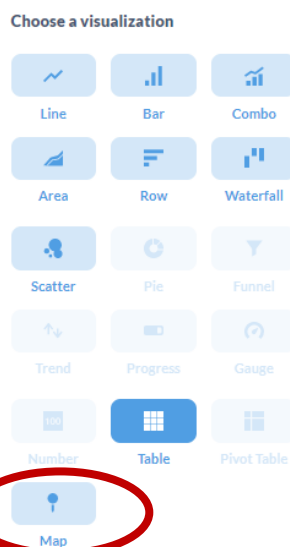 Choose a visualization
Line Bar Combo
Area Row Waterfall
Scatter Pie Funnel
Trend Progress Gauge
100
Number Table Pivot Table
Map